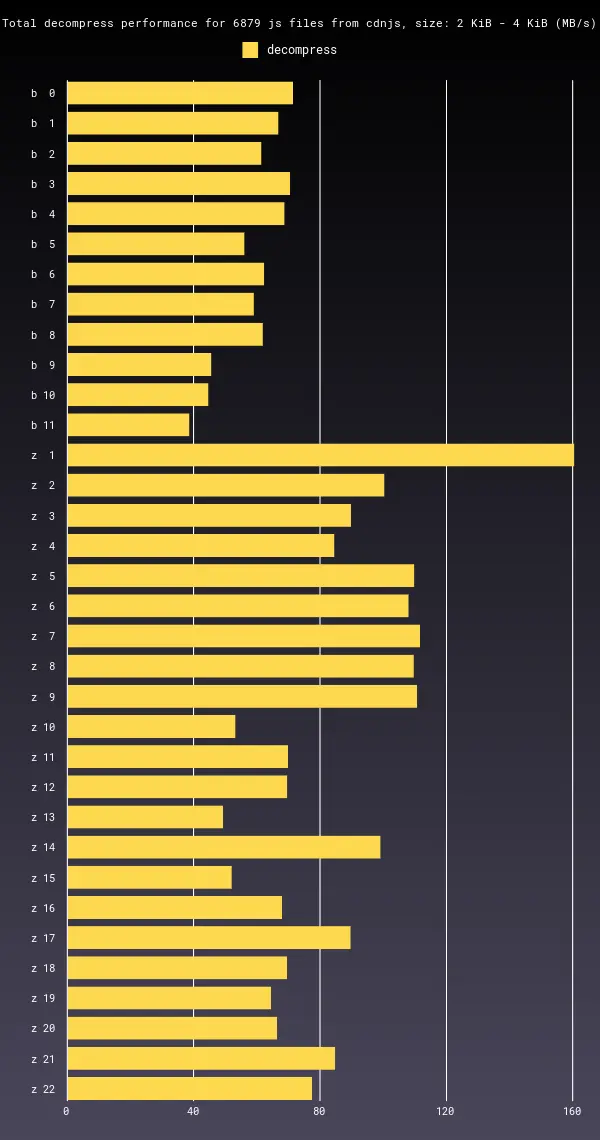 Total decompress performance for 6879 js files from cdnjs, size: 2 KiB - 4 KiB (MB/s)
decompress
b 0
b 1
b 2
b 3
b 4
b 5
b 6
b 7
b 8
b 9
b 10
b 11
z 1
z 2
z 3
z 4
z 5
z 6
z 7
z 8
z 9
z 10
z 11
z 12
z 13
z 14
z 15
z 16
z 17
z 18
z 19
z 20
z 21
z 22
0 40 80 120 160